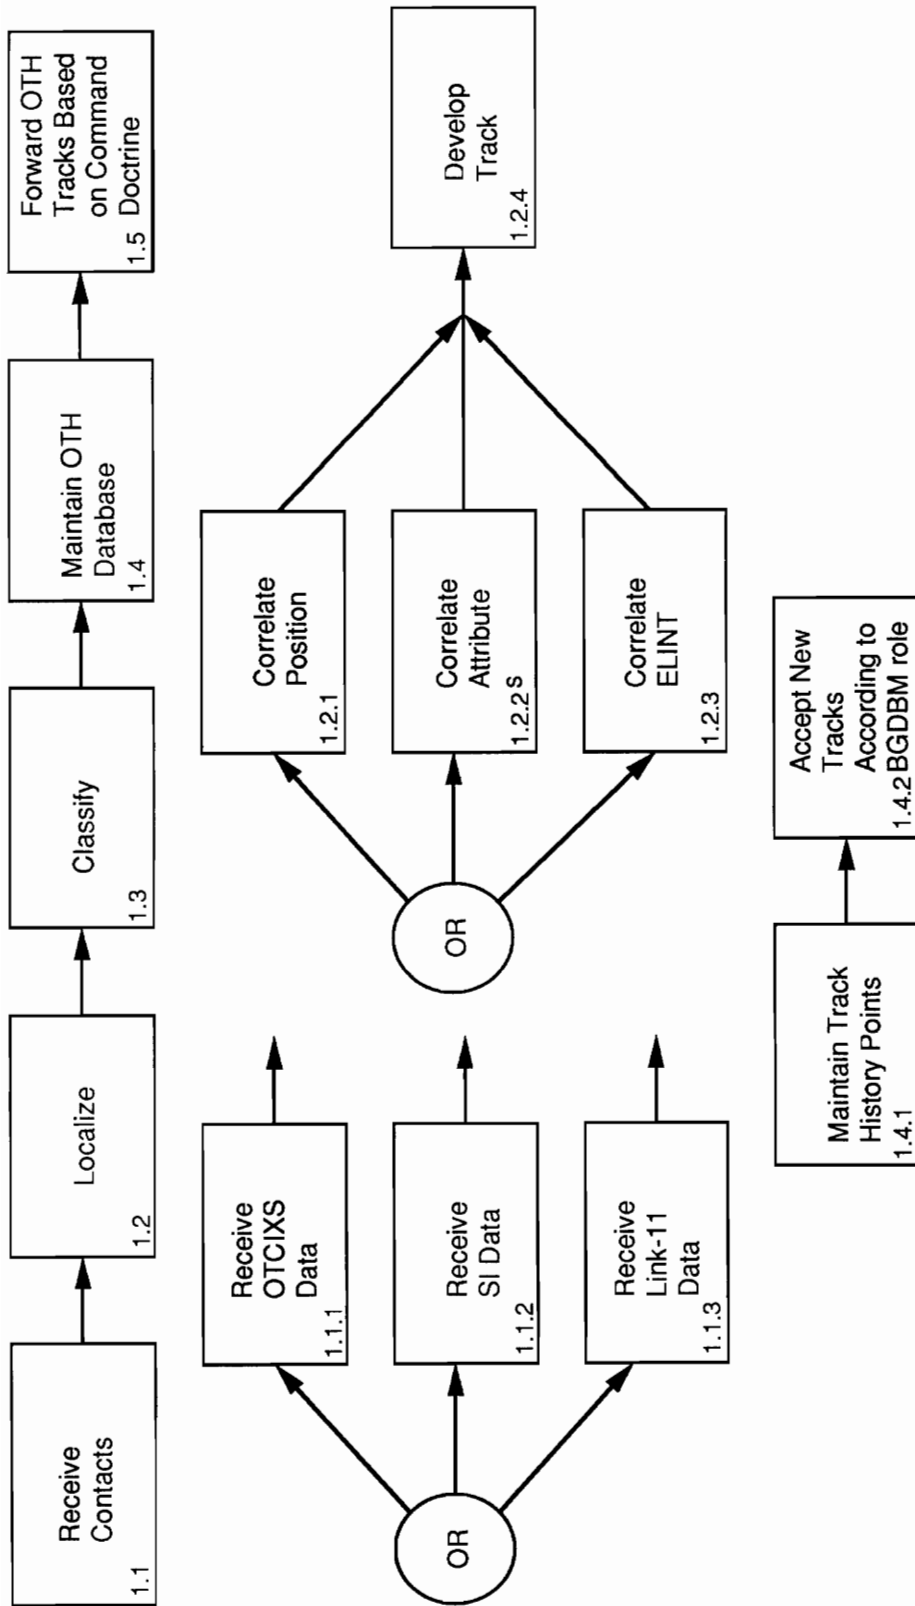 Receive
Contacts
1.1
Localize
1.2
Classify
1.3
Maintain OTH
Database
1.4
Forward OTH
Tracks Based
on Command
Doctrine
1.5
OR
Receive
OTCIXS
Data
1.1.1
Receive
SI Data
1.1.2
Receive
Link-11
Data
1.1.3
OR
Correlate
Position
1.2.1
Correlate
Attribute
s
1.2.2
Correlate
ELINT
1.2.3
Develop
Track
1.2.4
Maintain Track
History Points
1.4.1
Accept New
Tracks
According to
BGDBM role
1.4.2